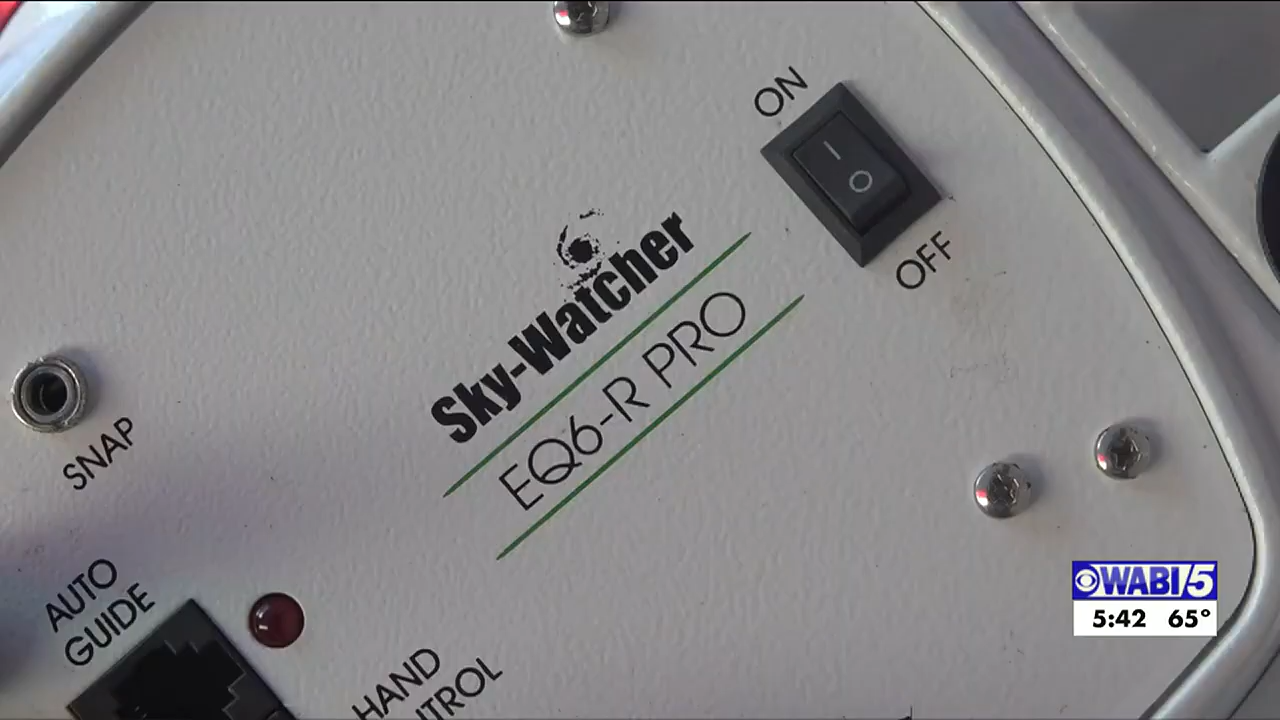 ON
I
O
OFF
Sky-Watcher
EQ6-R PRO
SNAP
AUTO
GUIDE
HAND
WABI 5
5:42 65°